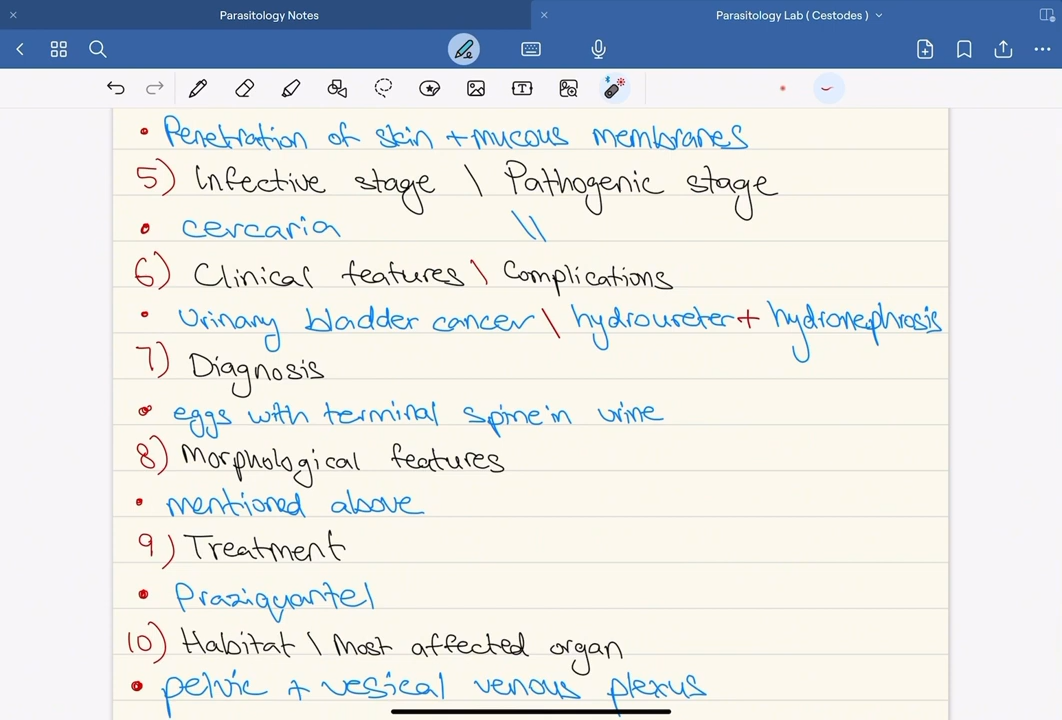 Parasitology Notes
Parasitology Lab ( Cestodes )
• Penetration of skin + mucous membranes
5) Infective stage \ Pathogenic stage
• cercaria \\
6) Clinical features \ Complications
• Urinary bladder cancer \ hydroureter + hydronephrosis
7) Diagnosis
• eggs with terminal spine in urine
8) Morphological features
• mentioned above
9) Treatment
• Praziquantel
10) Habitat \ Most affected organ
• pelvic + vesical venous plexus